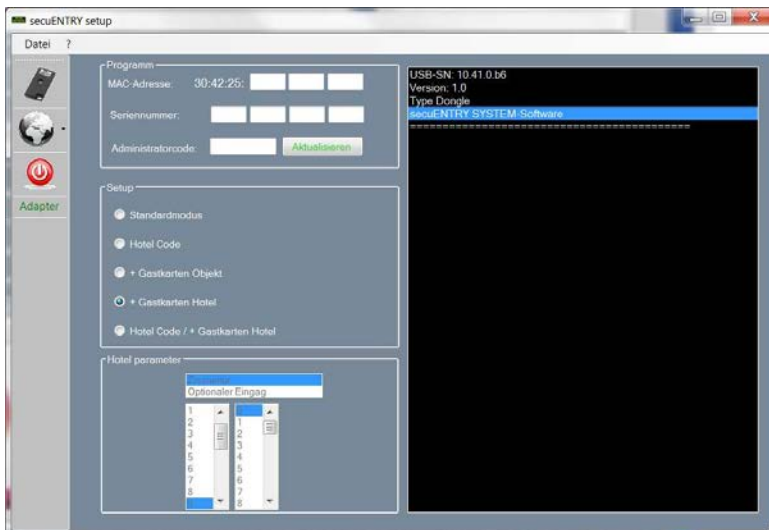 secuENTRY setup
Datei ?
Adapter
Programm
MAC-Adresse: 30:42:25:
Seriennummer:
Administratorcode: Aktualisieren
Setup
Standardmodus
Hotel Code
+ Gastkarten Objekt
+ Gastkarten Hotel
Hotel Code / + Gastkarten Hotel
Hotel parameter
Optionaler Eingag
1
2 1
3 2
4 3
5 4
6 5
7 6
8 7
8
USB-SN: 10.41.0.b6
Version: 1.0
Type Dongle
secuENTRY SYSTEM-Software
==========================================